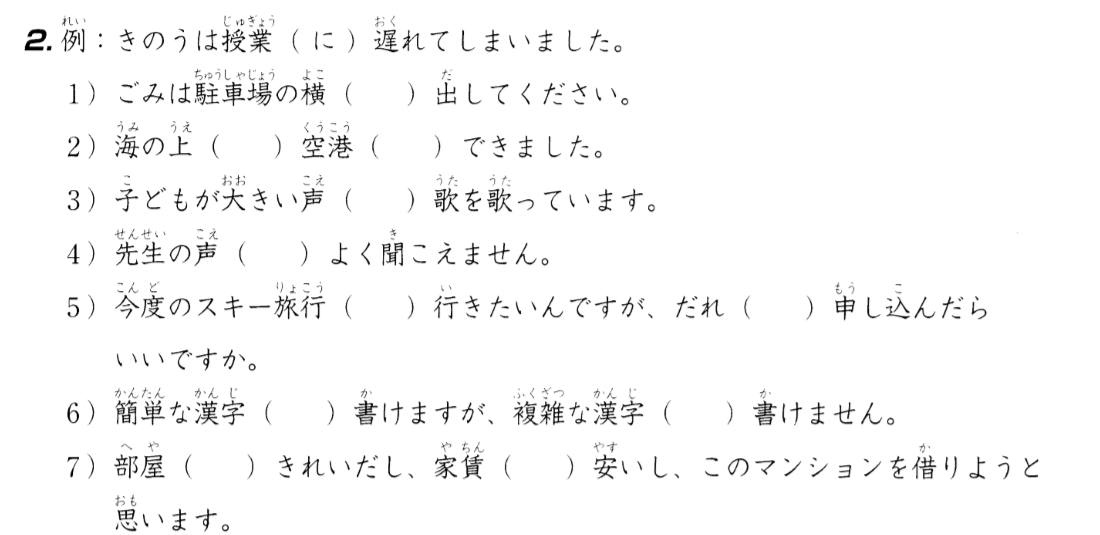 2. 例：きのうは授業（に）遅れてしまいました。
1）ごみは駐車場の横（　　）出してください。
2）海の上（　　）空港（　　）できました。
3）子どもが大きい声（　　）歌を歌っています。
4）先生の声（　　）よく聞こえません。
5）今度のスキー旅行（　　）行きたいんですが、だれ（　　）申し込んだら
いいですか。
6）簡単な漢字（　　）書けますが、複雑な漢字（　　）書けません。
7）部屋（　　）きれいだし、家賃（　　）安いし、このマンションを借りようと
思います。